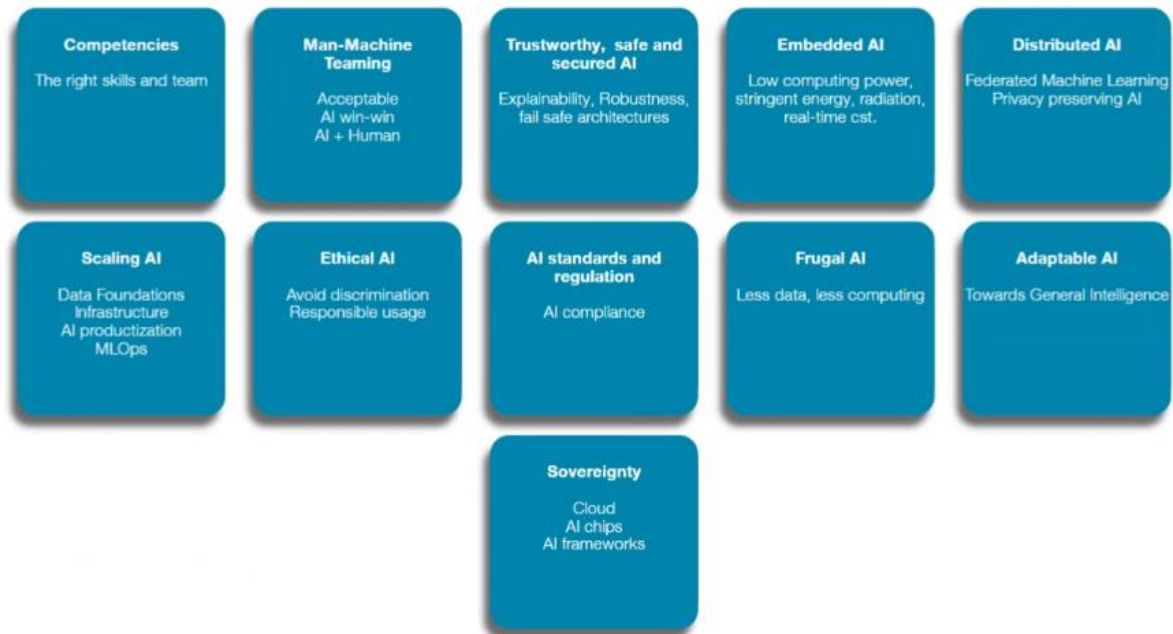 Competencies
The right skills and team
Man-Machine
Teaming
Acceptable
AI win-win
AI + Human
Trustworthy, safe and
secured AI
Explainability, Robustness,
fail safe architectures
Embedded AI
Low computing power,
stringent energy, radiation,
real-time cst.
Distributed AI
Federated Machine Learning
Privacy preserving AI
Scaling AI
Data Foundations
Infrastructure
AI productization
MLOps
Ethical AI
Avoid discrimination
Responsible usage
AI standards and
regulation
AI compliance
Frugal AI
Less data, less computing
Adaptable AI
Towards General Intelligence
Sovereignty
Cloud
AI chips
AI frameworks